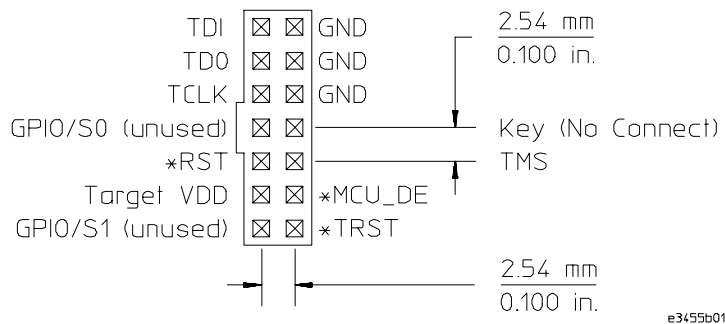 TDI GND
2.54 mm
0.100 in.
TD0 GND
TCLK GND
GPIO/S0 (unused) Key (No Connect)
*RST TMS
Target VDD *MCU_DE
GPIO/S1 (unused) *TRST
2.54 mm
0.100 in.
e3455b01